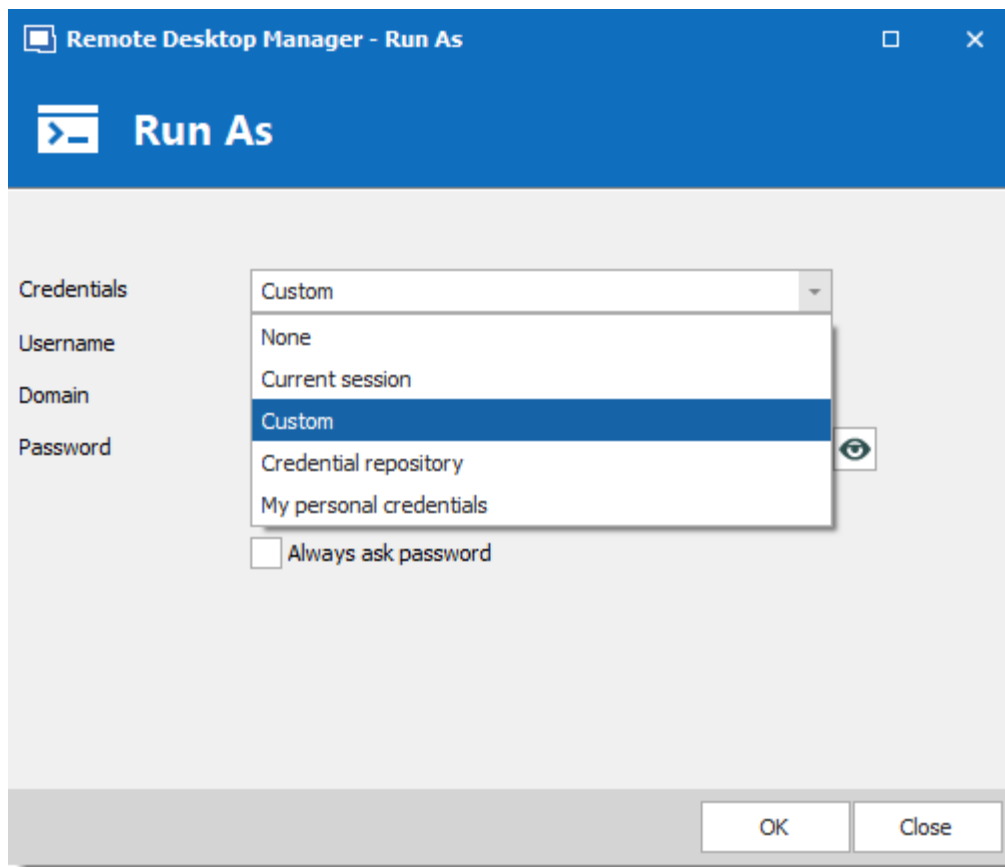 Remote Desktop Manager - Run As
Run As
Credentials
Custom
Username
None
Current session
Domain
Custom
Password
Credential repository
My personal credentials
Always ask password
OK
Close